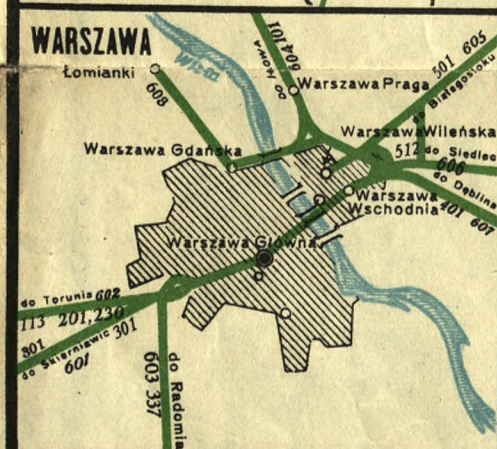 WARSZAWA
Łomianki
608
Wisła
101 604
do Iłowa
Warszawa Praga
501 605
do Białegostoku
Warszawa Wileńska
512 do Siedlec
606
do Dęblina
401 607
Warszawa Gdańska
Warszawa
Wschodnia
Warszawa Główna
do Torunia 602
113 201,230
301
do Skierniewic 301
601
603 337
do Radomia